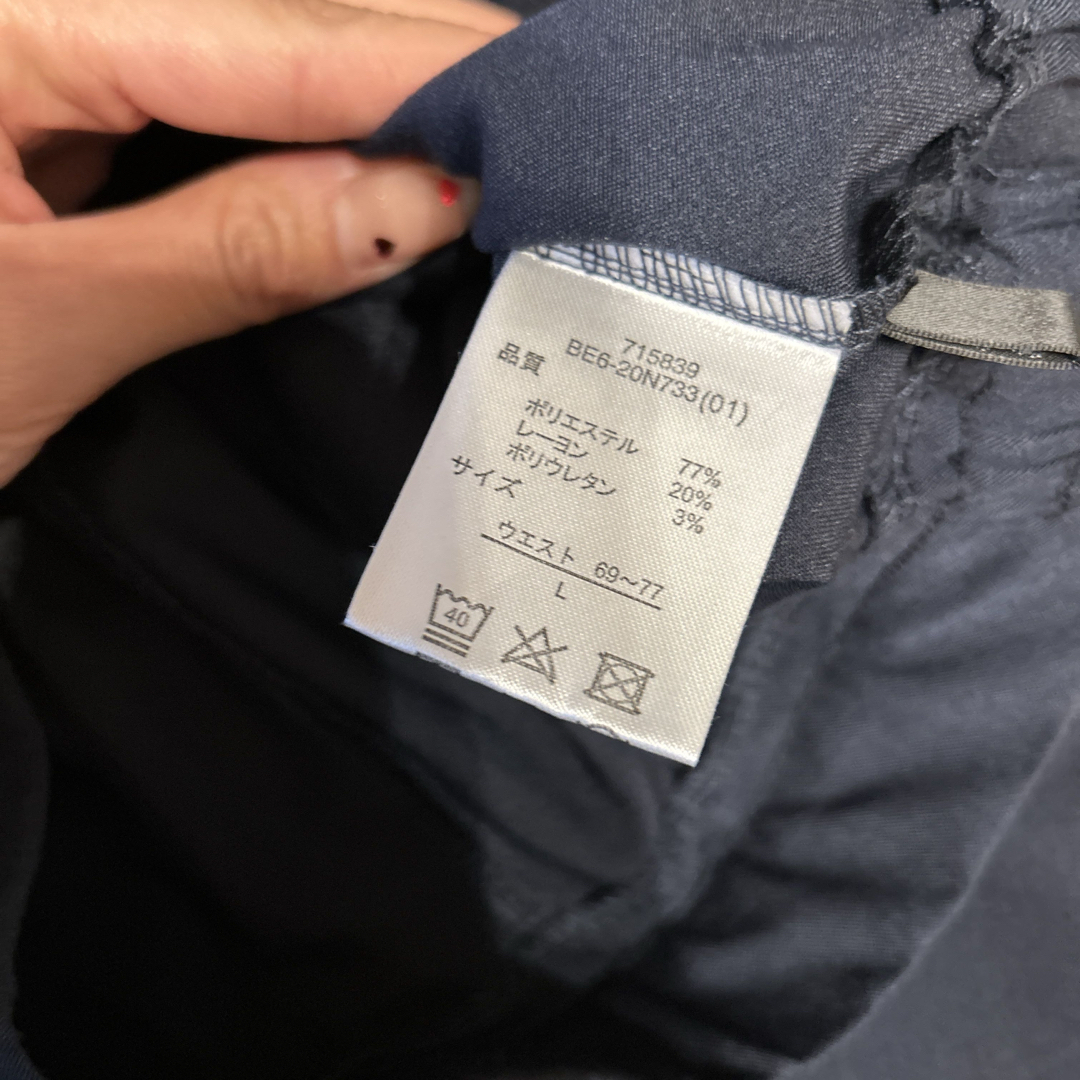 715839
品質 BE6-20N733(01)
ポリエステル 77%
レーヨン 20%
ポリウレタン 3%
サイズ
ウエスト 69〜77
L
40